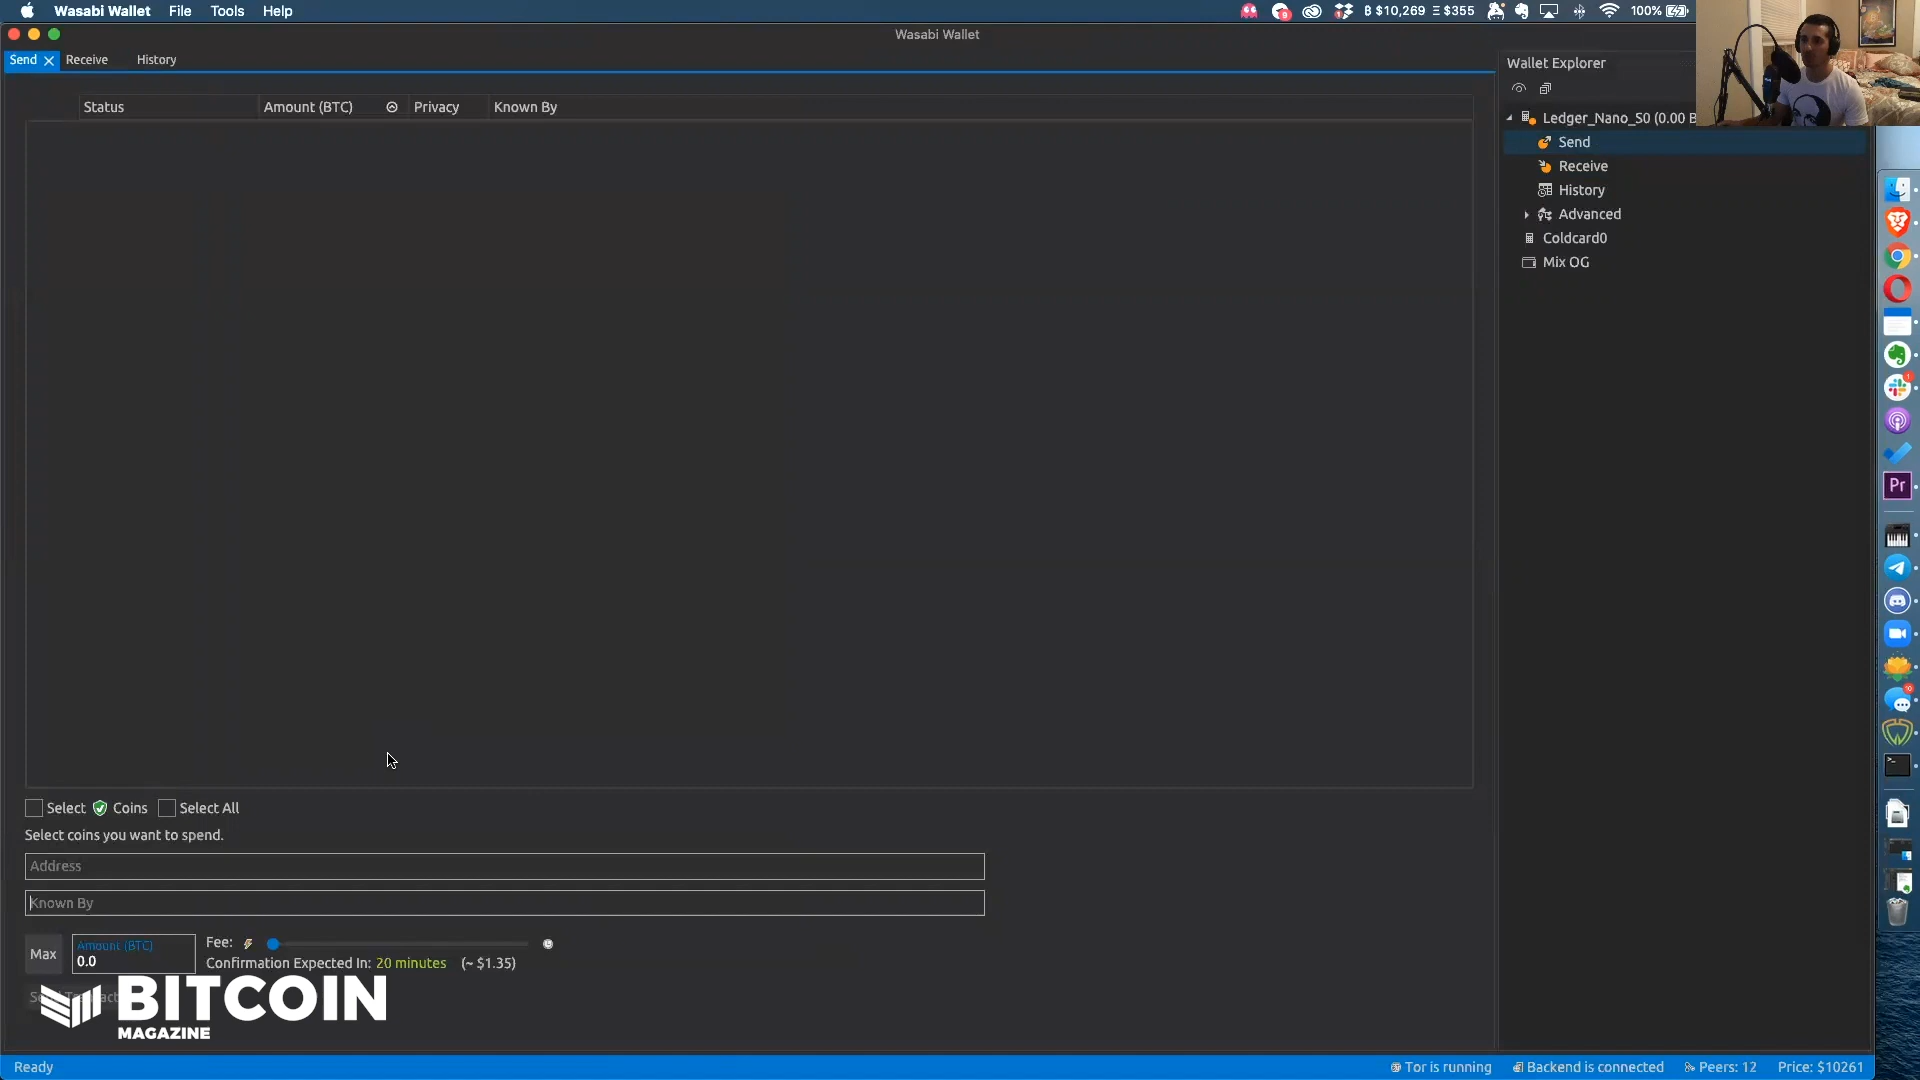 Wasabi Wallet File Tools Help
฿ $10,269 Ξ $355 100%
Wasabi Wallet
Send Receive History
Status Amount (BTC) Privacy Known By
Select Coins Select All
Select coins you want to spend.
Address
Known By
Max
Amount (BTC)
0.0
Fee:
Confirmation Expected In: 20 minutes (~ $1.35)
BITCOIN
MAGAZINE
Wallet Explorer
Ledger_Nano_S0 (0.00 B
Send
Receive
History
Advanced
Coldcard0
Mix OG
Pr
Ready
Tor is running Backend is connected Peers: 12 Price: $10261